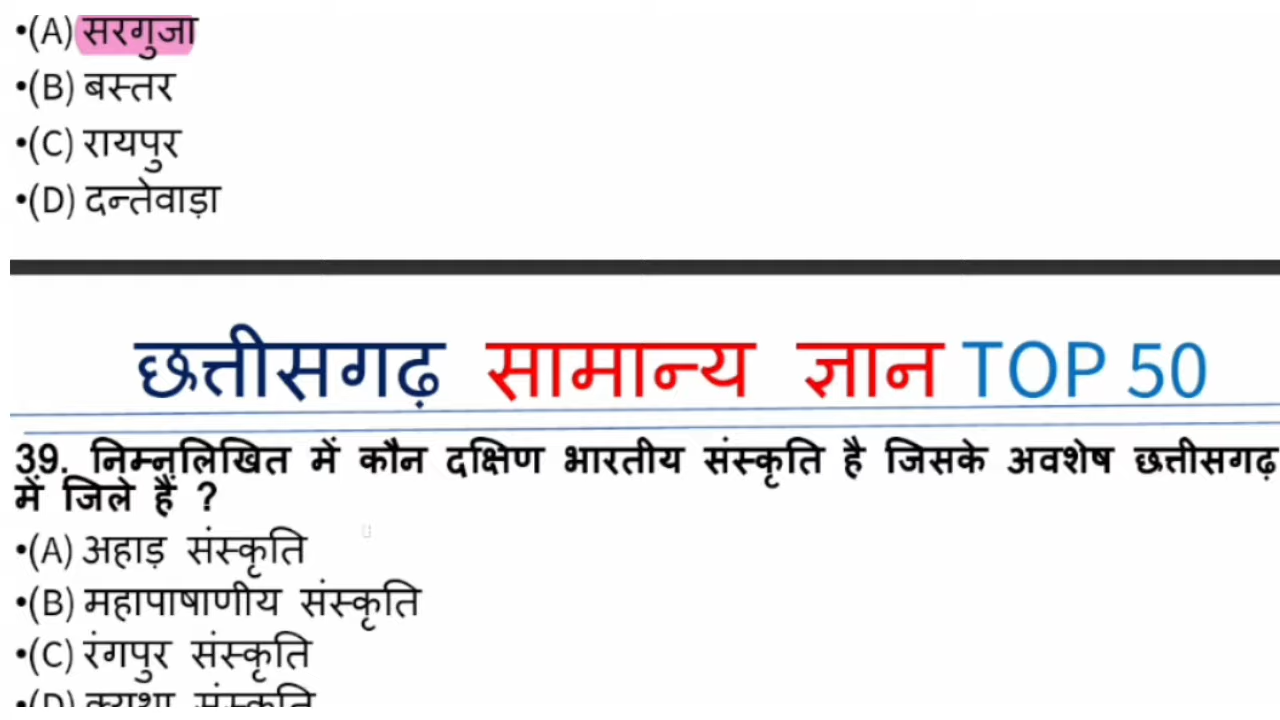 •(A) सरगुजा
•(B) बस्तर
•(C) रायपुर
•(D) दन्तेवाड़ा
छत्तीसगढ़ सामान्य ज्ञान TOP 50
39. निम्नलिखित में कौन दक्षिण भारतीय संस्कृति है जिसके अवशेष छत्तीसगढ़
में जिले हैं ?
•(A) अहाड़ संस्कृति
•(B) महापाषाणीय संस्कृति
•(C) रंगपुर संस्कृति
•(D) क्यथा संस्कृति